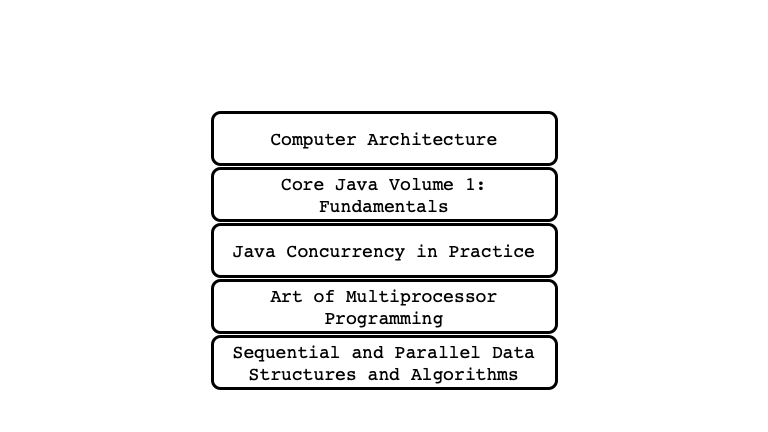 Computer Architecture
Core Java Volume 1:
Fundamentals
Java Concurrency in Practice
Art of Multiprocessor
Programming
Sequential and Parallel Data
Structures and Algorithms